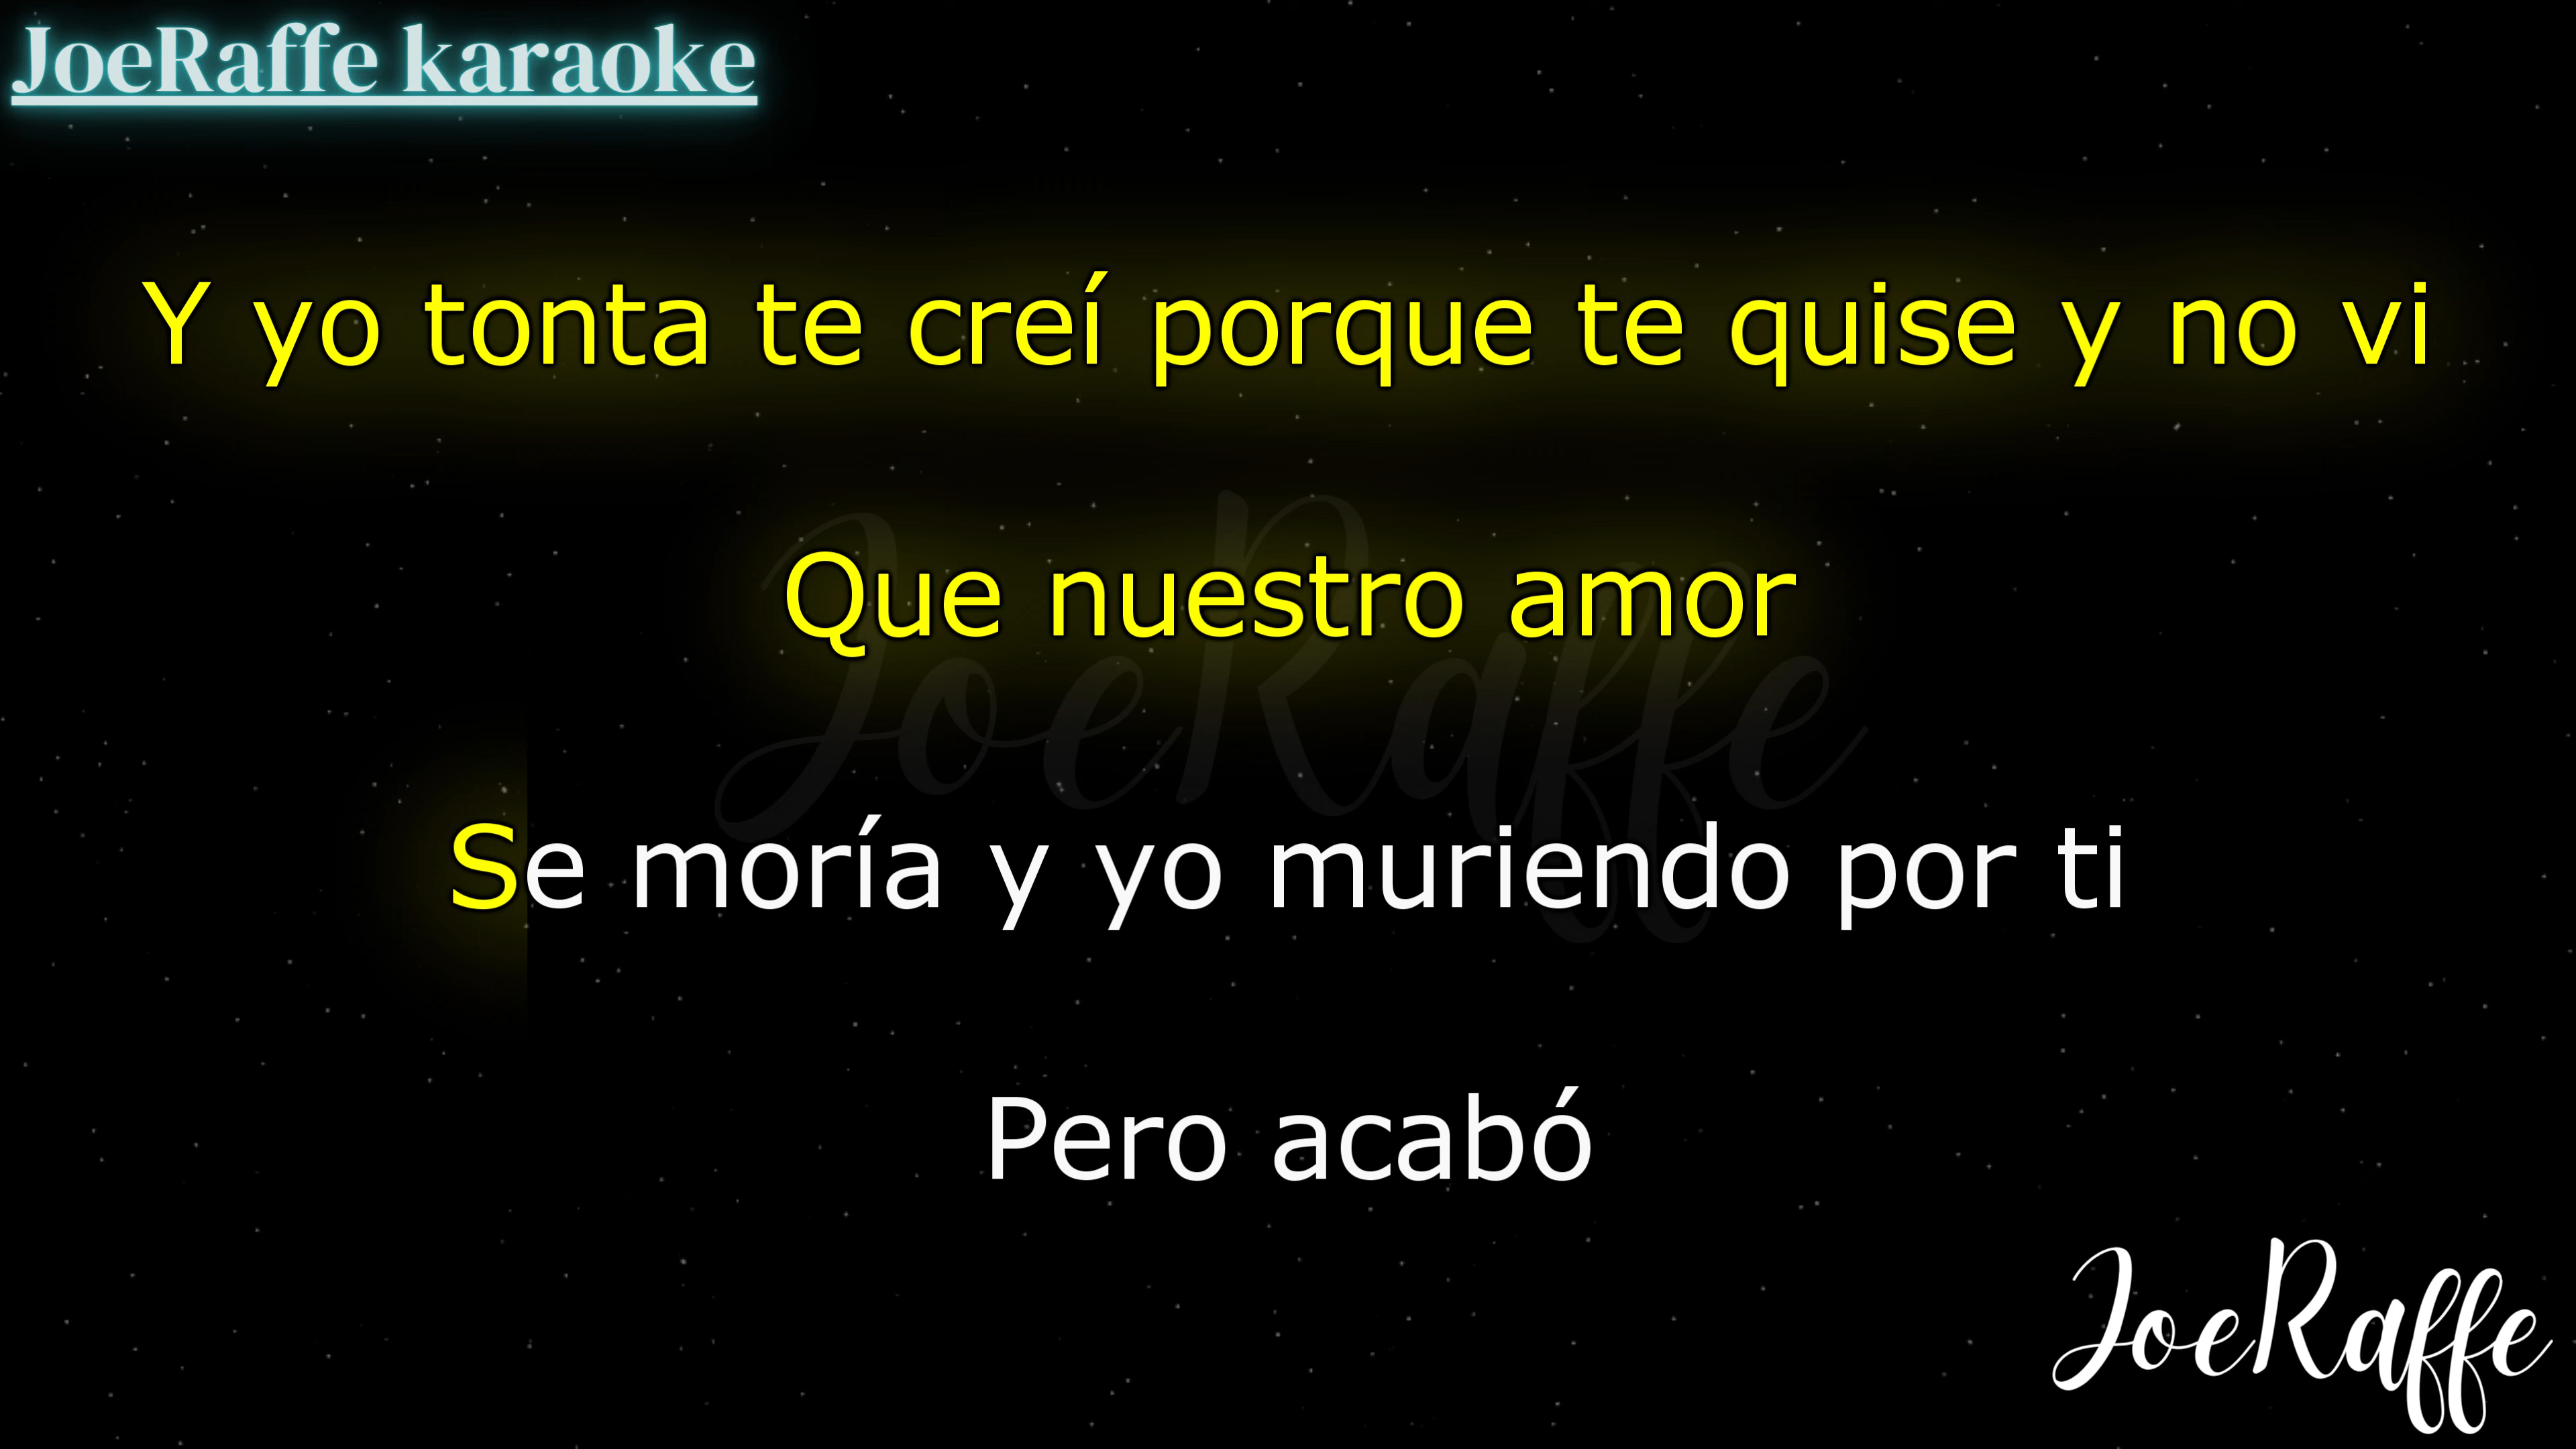 JoeRaffe karaoke
Y yo tonta te creí porque te quise y no vi
Que nuestro amor
JoeRaffe
Se moría y yo muriendo por ti
Pero acabó
JoeRaffe